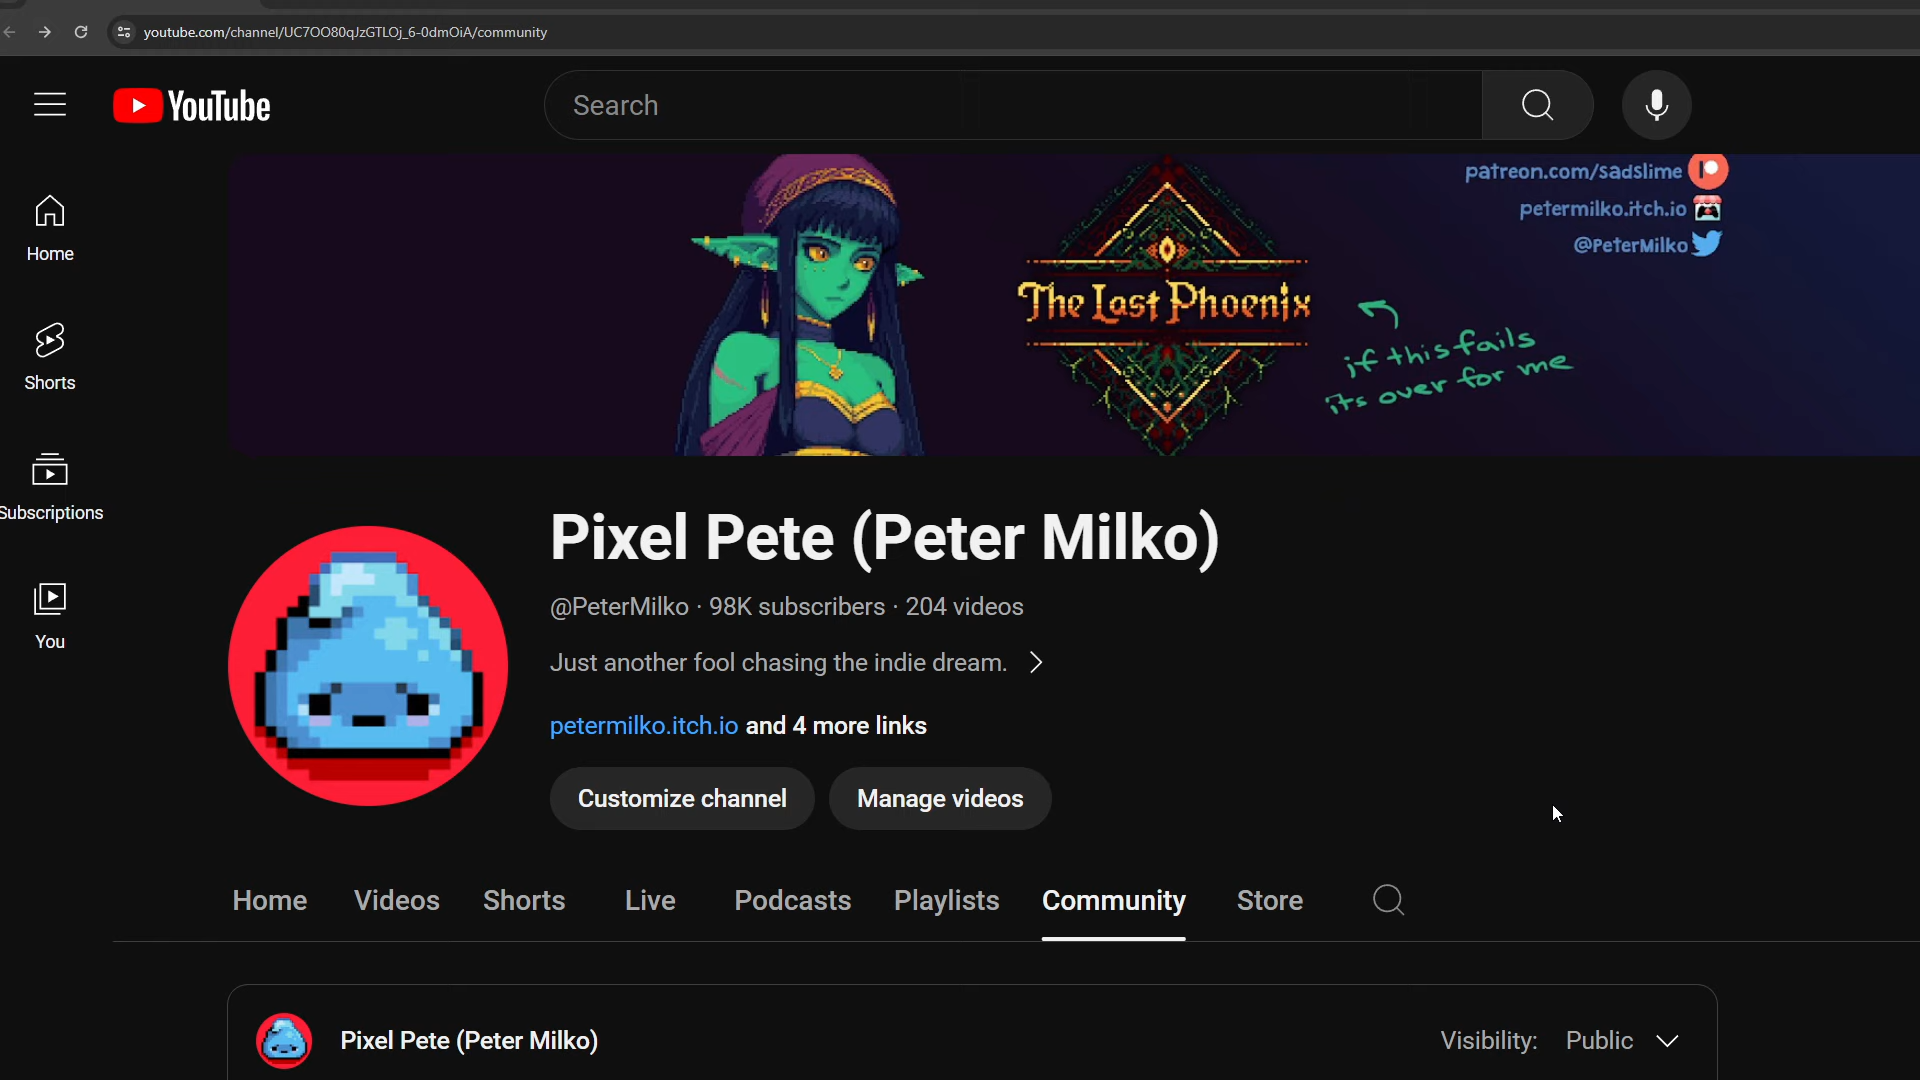 youtube.com/channel/UC7OO80qJzGTLOj_6-0dmOiA/community
YouTube
Search
Home
Shorts
Subscriptions
You
patreon.com/sadslime
petermilko.itch.io
@PeterMilko
The Last Phoenix
if this fails
its over for me
Pixel Pete (Peter Milko)
@PeterMilko · 98K subscribers · 204 videos
Just another fool chasing the indie dream.
petermilko.itch.io and 4 more links
Customize channel
Manage videos
Home Videos Shorts Live Podcasts Playlists Community Store
Pixel Pete (Peter Milko)
Visibility: Public